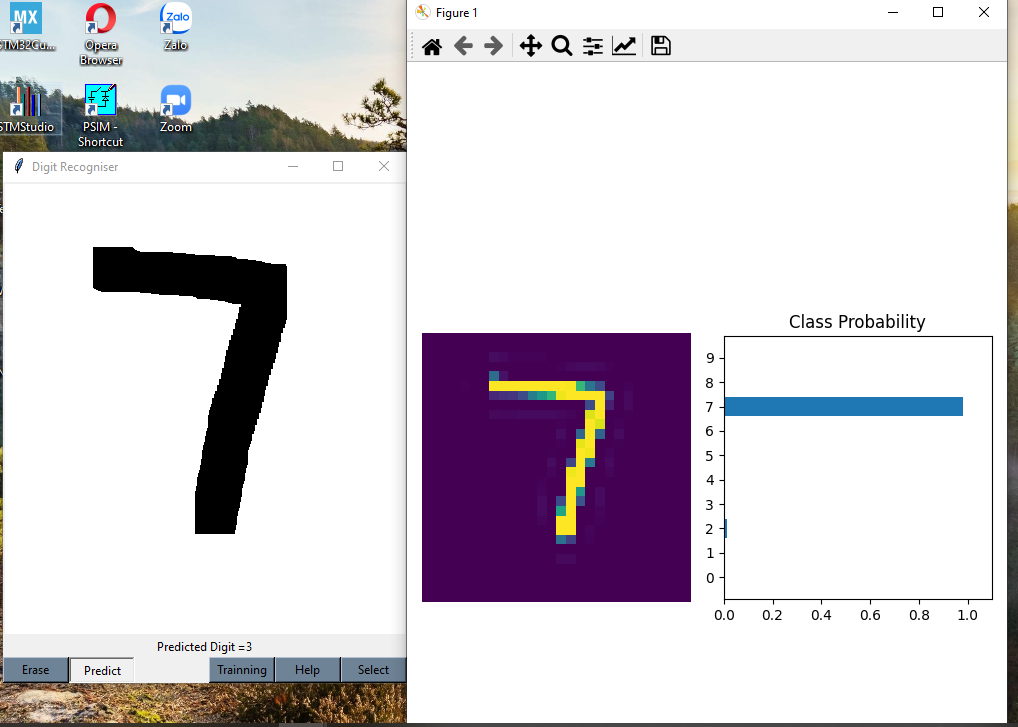 MX
STM32Cu...
Opera
Browser
Zalo
Zalo
STMStudio
PSIM -
Shortcut
Zoom
Digit Recogniser
7
Predicted Digit =3
Erase
Predict
Trainning
Help
Select
Figure 1
Class Probability
9
8
7
6
5
4
3
2
1
0
0.0 0.2 0.4 0.6 0.8 1.0
7